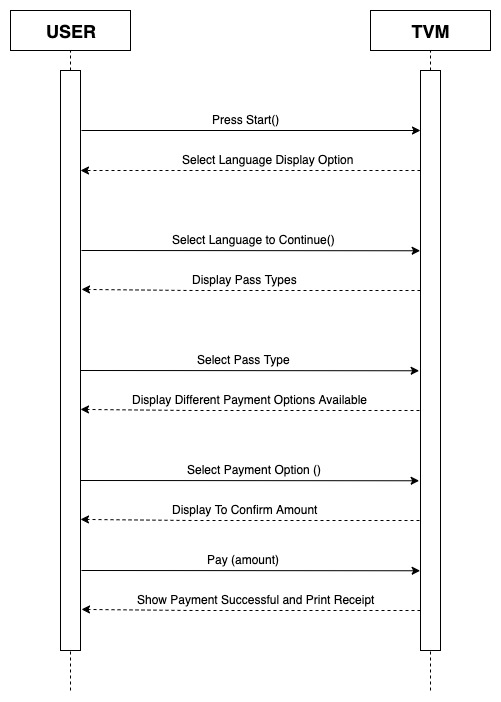 USER
TVM
Press Start()
Select Language Display Option
Select Language to Continue()
Display Pass Types
Select Pass Type
Display Different Payment Options Available
Select Payment Option ()
Display To Confirm Amount
Pay (amount)
Show Payment Successful and Print Receipt